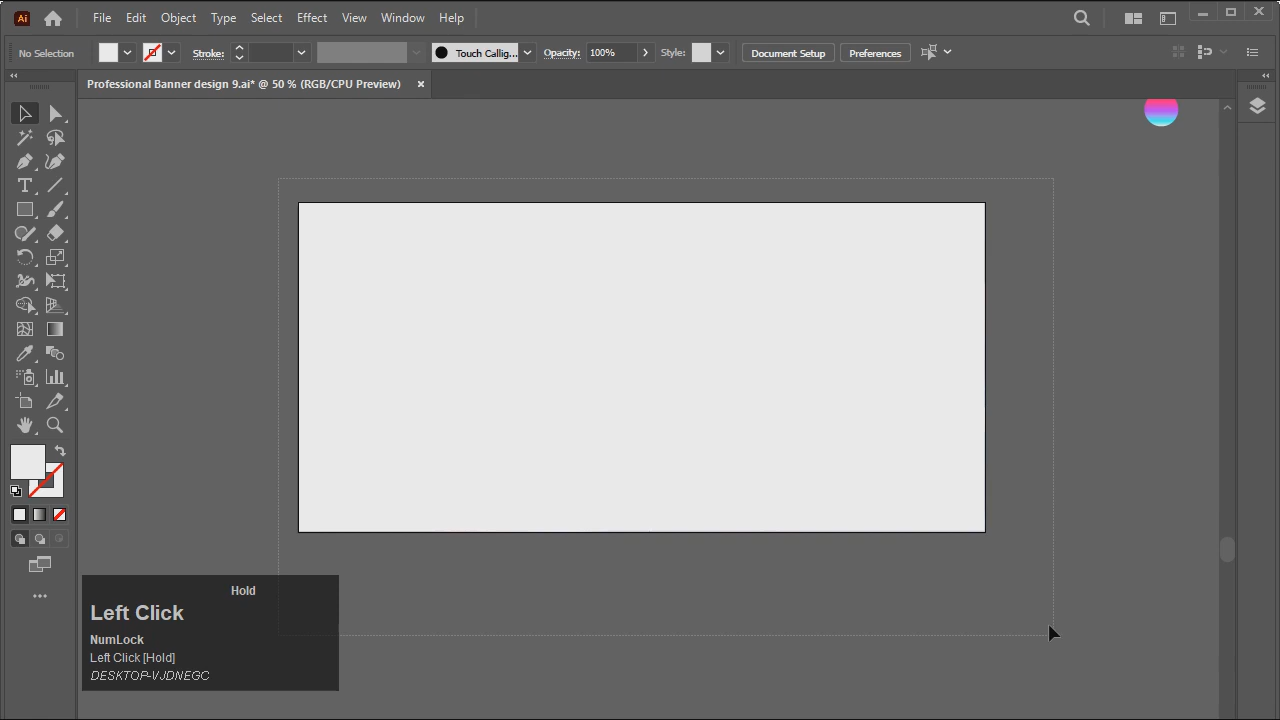 Ai File Edit Object Type Select Effect View Window Help
No Selection Stroke: Touch Callig... Opacity: 100% Style: Document Setup Preferences
Professional Banner design 9.ai* @ 50 % (RGB/CPU Preview) ×
Hold
Left Click
NumLock
Left Click [Hold]
DESKTOP-VJDNEGC